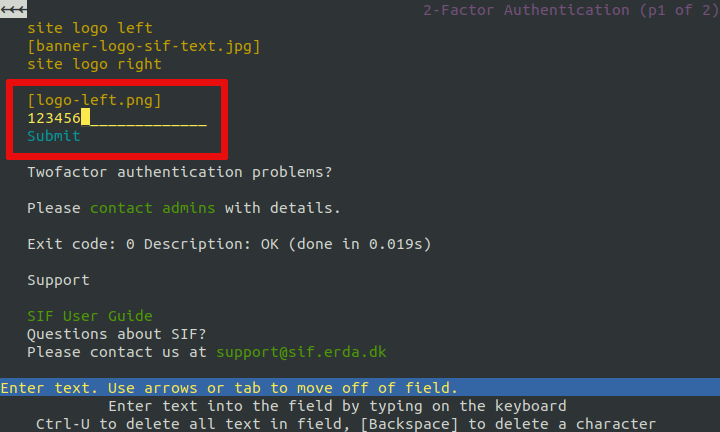 ←←←
2-Factor Authentication (p1 of 2)
site logo left
[banner-logo-sif-text.jpg]
site logo right
[logo-left.png]
123456______________
Submit
Twofactor authentication problems?
Please contact admins with details.
Exit code: 0 Description: OK (done in 0.019s)
Support
SIF User Guide
Questions about SIF?
Please contact us at support@sif.erda.dk
Enter text. Use arrows or tab to move off of field.
Enter text into the field by typing on the keyboard
Ctrl-U to delete all text in field, [Backspace] to delete a character